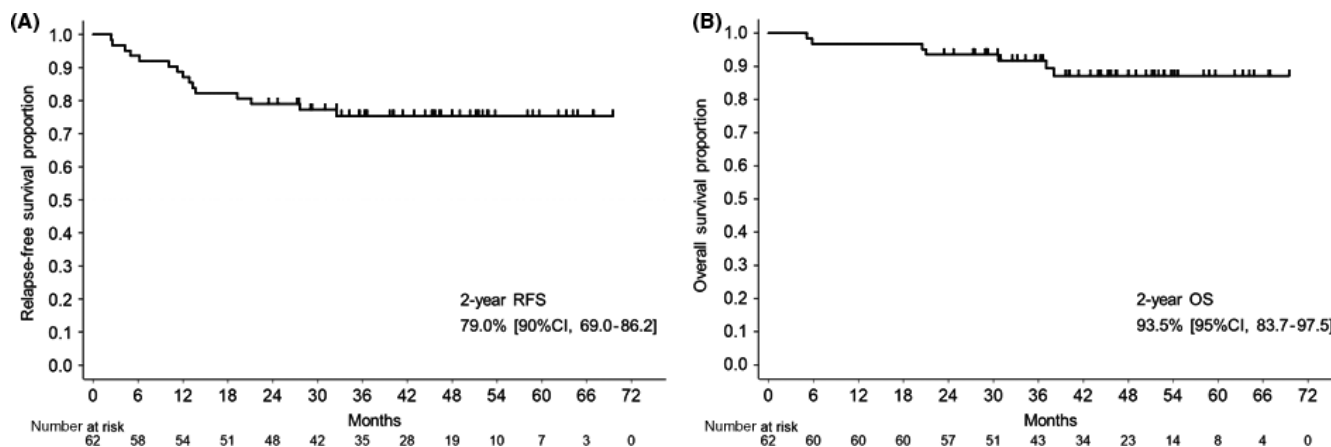 (A)
Relapse-free survival proportion
1.0
0.9
0.8
0.7
0.6
0.5
0.4
0.3
0.2
0.1
0.0
2-year RFS
79.0% [90%CI, 69.0-86.2]
0 6 12 18 24 30 36 42 48 54 60 66 72
Months
Number at risk
62 58 54 51 48 42 35 28 19 10 7 3 0
(B)
Overall survival proportion
1.0
0.9
0.8
0.7
0.6
0.5
0.4
0.3
0.2
0.1
0.0
2-year OS
93.5% [95%CI, 83.7-97.5]
0 6 12 18 24 30 36 42 48 54 60 66 72
Months
Number at risk
62 60 60 60 57 51 43 34 23 14 8 4 0